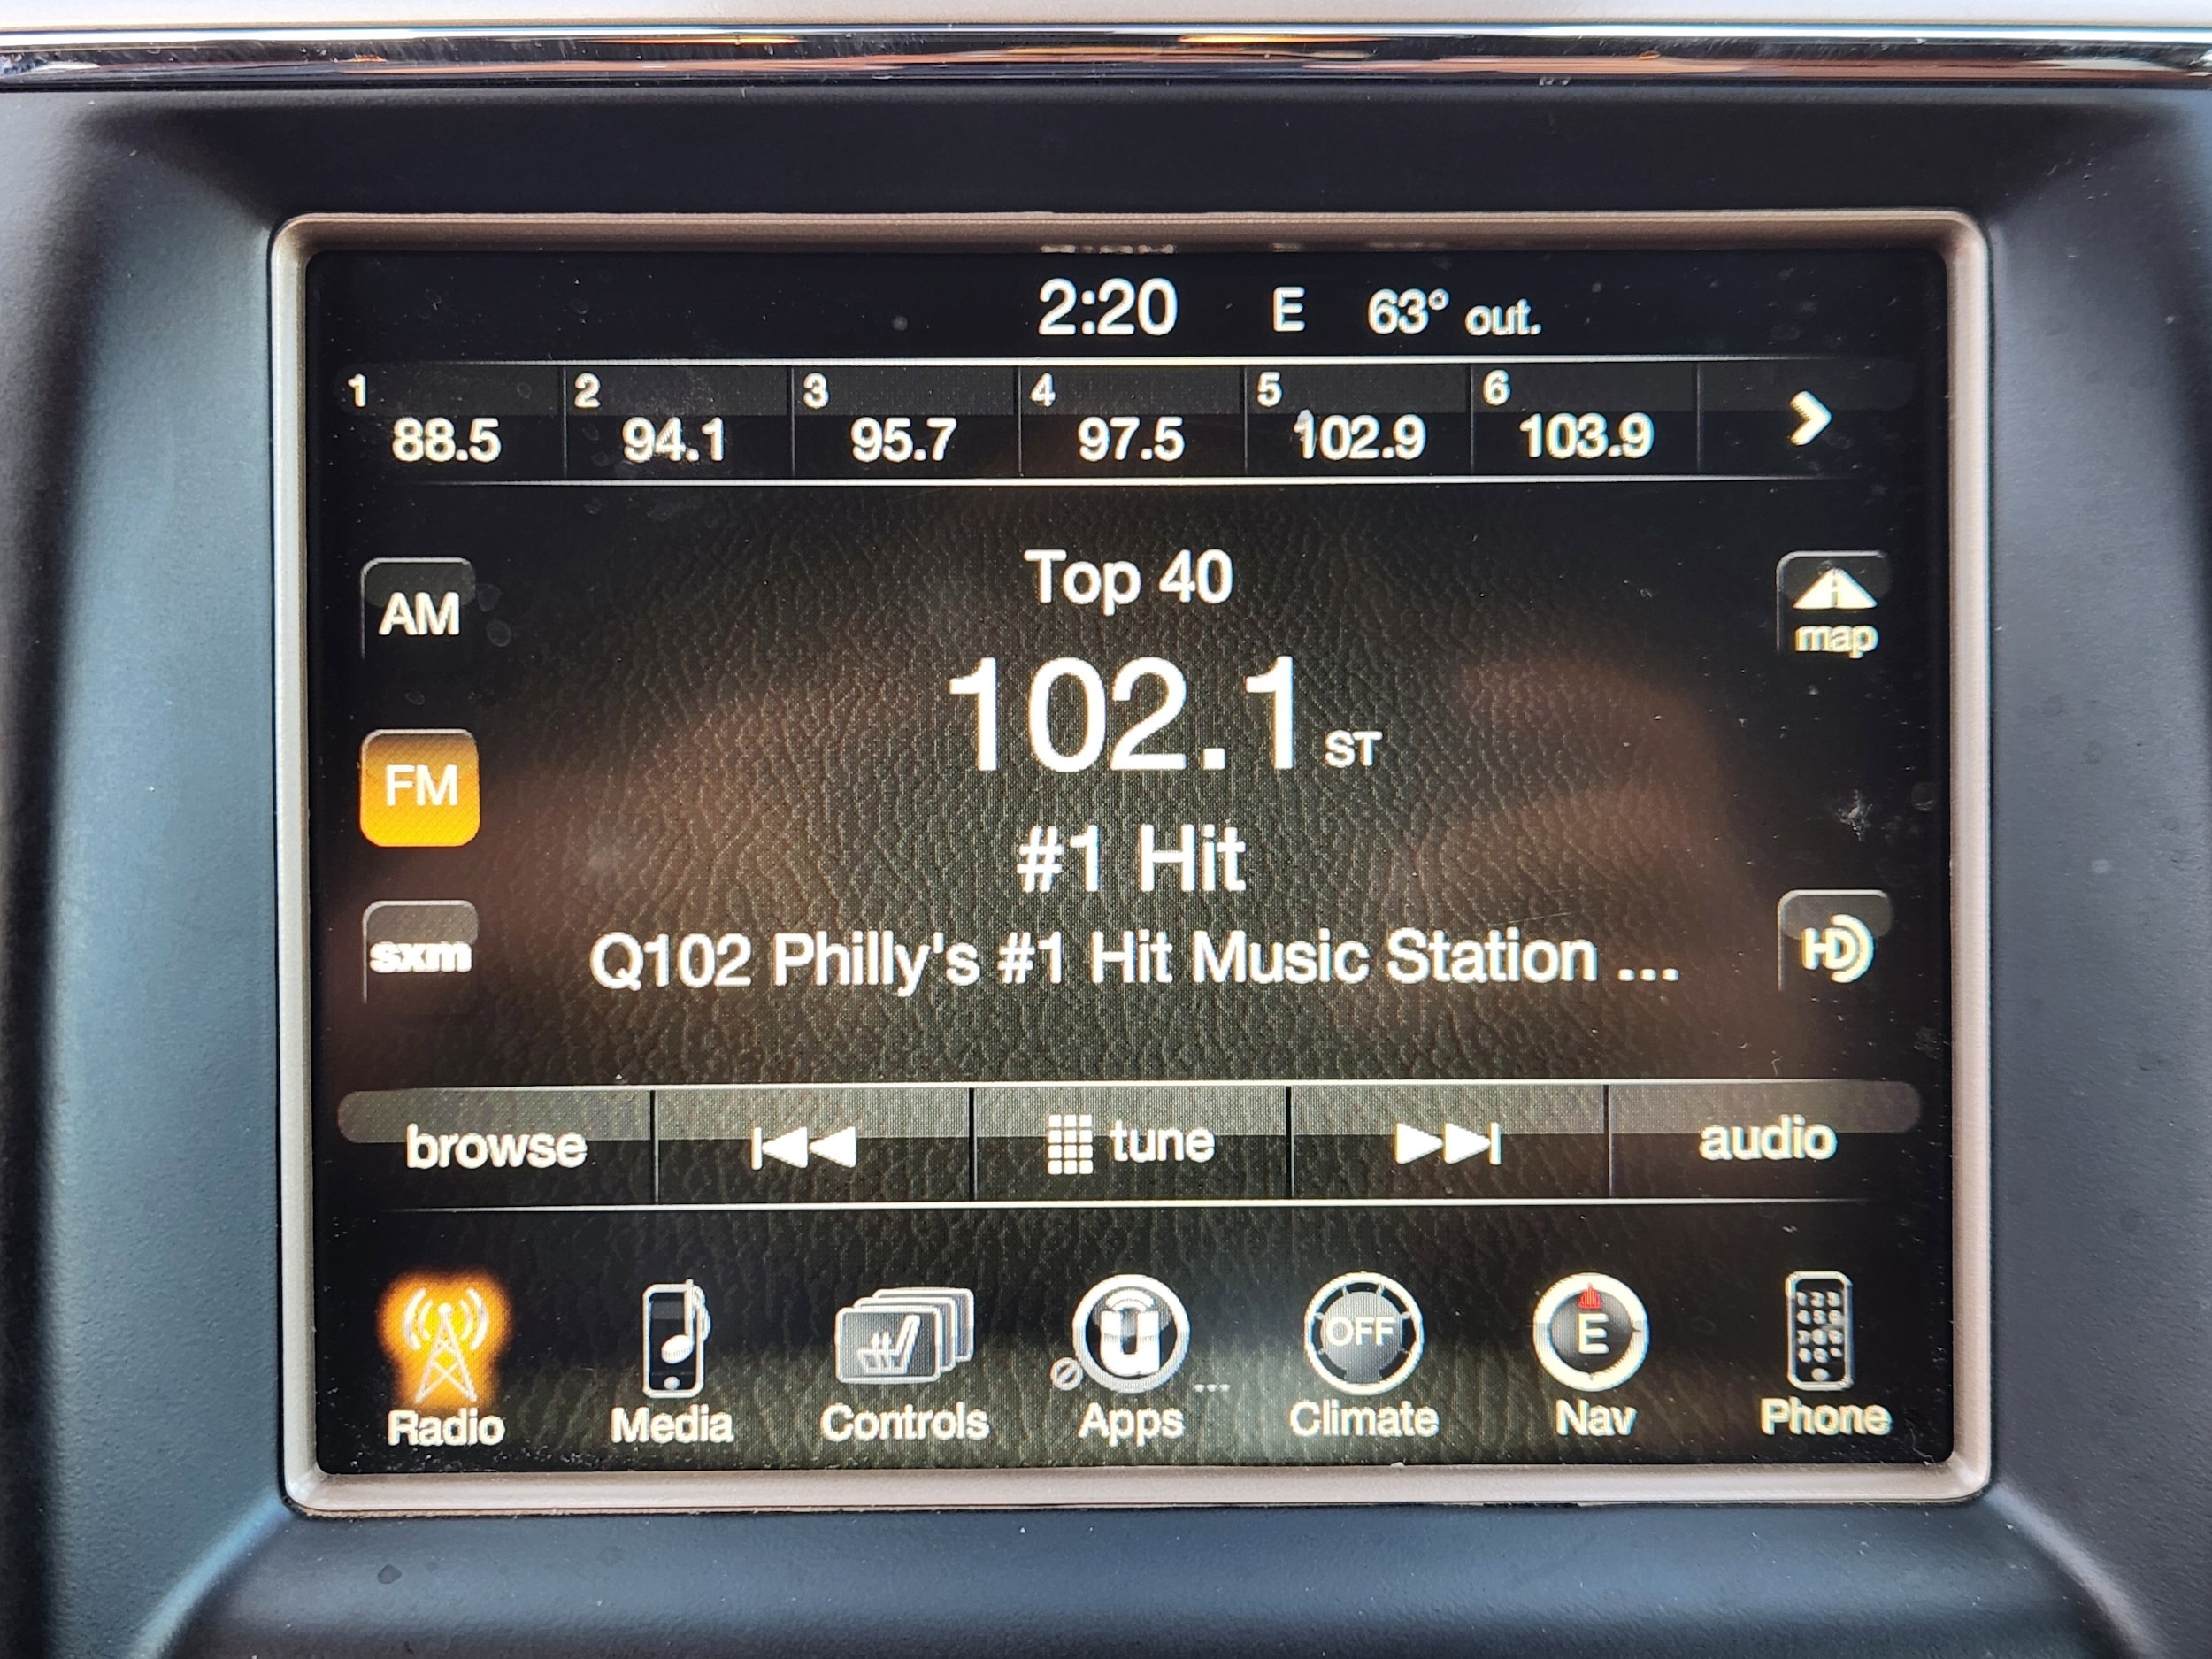 2:20 E 63° out.
1 2 3 4 5 6
88.5 94.1 95.7 97.5 102.9 103.9
Top 40
AM
map
102.1 ST
FM
#1 Hit
sxm
Q102 Philly's #1 Hit Music Station ...
HD
browse tune audio
OFF E
Radio Media Controls Apps ... Climate Nav Phone